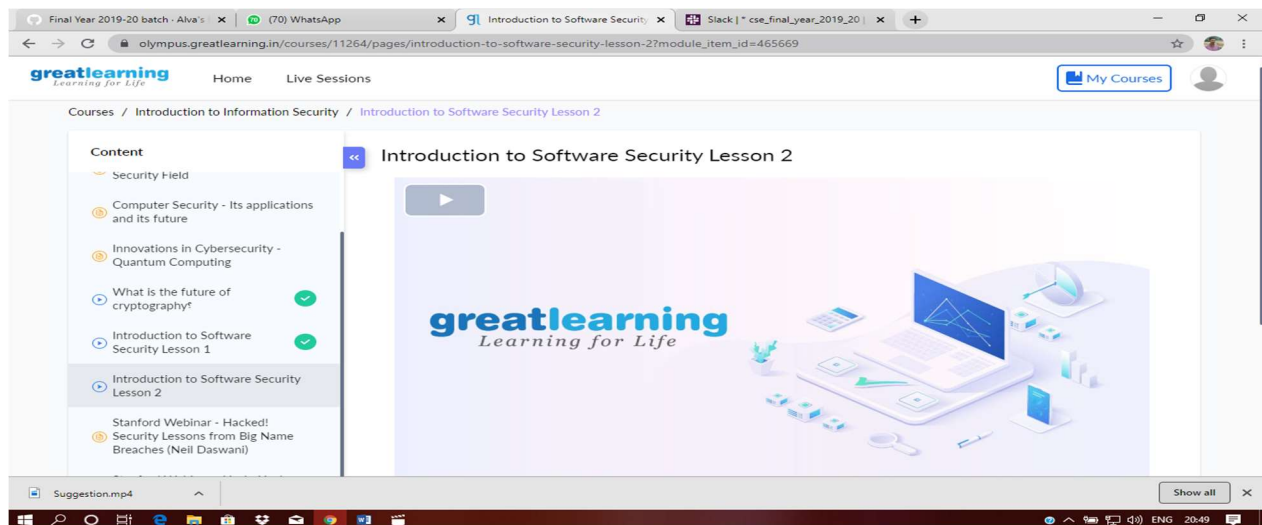 Final Year 2019-20 batch - Alva's
(70) WhatsApp
Introduction to Software Security
Slack | * cse_final_year_2019_20 |
olympus.greatlearning.in/courses/11264/pages/introduction-to-software-security-lesson-2?module_item_id=465669
greatlearning
Learning for Life
Home
Live Sessions
My Courses
Courses / Introduction to Information Security / Introduction to Software Security Lesson 2
Content
Security Field
Computer Security - Its applications
and its future
Innovations in Cybersecurity -
Quantum Computing
What is the future of
cryptography?
Introduction to Software
Security Lesson 1
Introduction to Software Security
Lesson 2
Stanford Webinar - Hacked!
Security Lessons from Big Name
Breaches (Neil Daswani)
Introduction to Software Security Lesson 2
greatlearning
Learning for Life
Suggestion.mp4
Show all
ENG
20:49